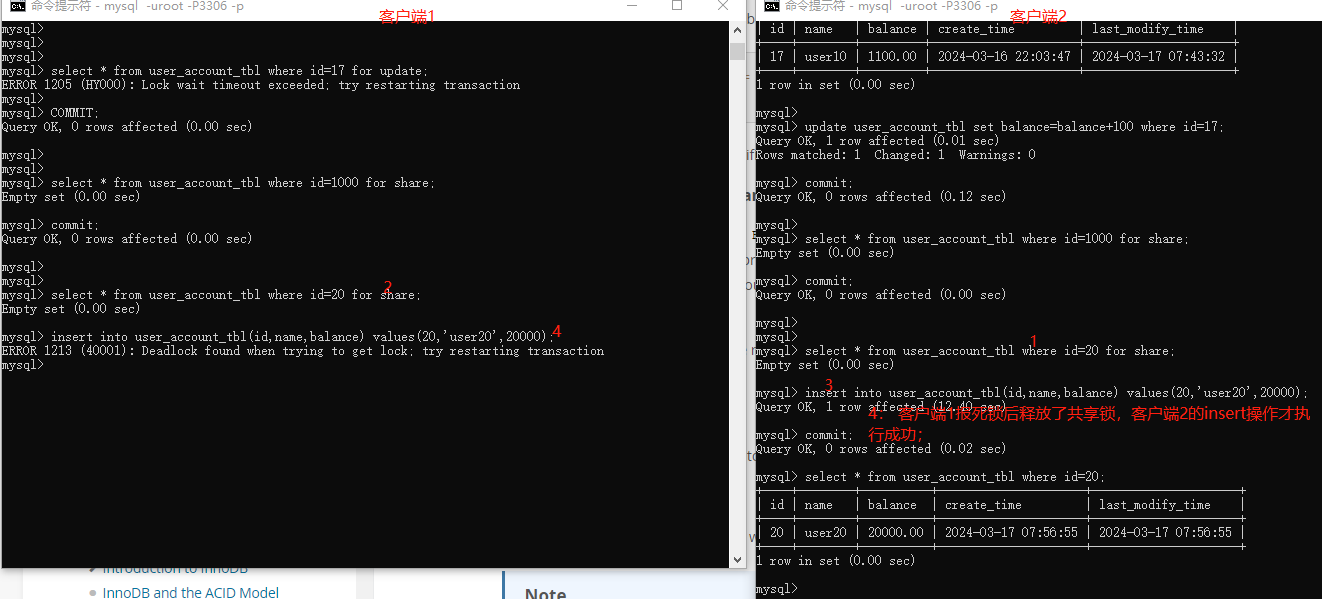 命令提示符 - mysql  -uroot -P3306 -p
客户端1
mysql>
mysql>
mysql>
mysql> select * from user_account_tbl where id=17 for update;
ERROR 1205 (HY000): Lock wait timeout exceeded; try restarting transaction
mysql>
mysql> COMMIT;
Query OK, 0 rows affected (0.00 sec)
mysql>
mysql>
mysql> select * from user_account_tbl where id=1000 for share;
Empty set (0.00 sec)
mysql> commit;
Query OK, 0 rows affected (0.00 sec)
mysql>
mysql>
2
mysql> select * from user_account_tbl where id=20 for share;
Empty set (0.00 sec)
mysql> insert into user_account_tbl(id,name,balance) values(20,'user20',20000);
4
ERROR 1213 (40001): Deadlock found when trying to get lock; try restarting transaction
mysql>
命令提示符 - mysql  -uroot -P3306 -p
客户端2
| id | name   | balance | create_time         | last_modify_time    |
| 17 | user10 | 1100.00 | 2024-03-16 22:03:47 | 2024-03-17 07:43:32 |
1 row in set (0.00 sec)
mysql>
mysql> update user_account_tbl set balance=balance+100 where id=17;
Query OK, 1 row affected (0.01 sec)
Rows matched: 1  Changed: 1  Warnings: 0
mysql> commit;
Query OK, 0 rows affected (0.12 sec)
mysql>
mysql> select * from user_account_tbl where id=1000 for share;
Empty set (0.00 sec)
mysql> commit;
Query OK, 0 rows affected (0.00 sec)
mysql>
mysql>
1
mysql> select * from user_account_tbl where id=20 for share;
Empty set (0.00 sec)
3
mysql> insert into user_account_tbl(id,name,balance) values(20,'user20',20000);
Query OK, 1 row affected (12.40 sec)
4： 客户端1报死锁后释放了共享锁，客户端2的insert操作才执
行成功；
mysql> commit;
Query OK, 0 rows affected (0.02 sec)
mysql> select * from user_account_tbl where id=20;
| id | name   | balance  | create_time         | last_modify_time    |
| 20 | user20 | 20000.00 | 2024-03-17 07:56:55 | 2024-03-17 07:56:55 |
1 row in set (0.00 sec)
mysql>
Introduction to InnoDB
InnoDB and the ACID Model
Note